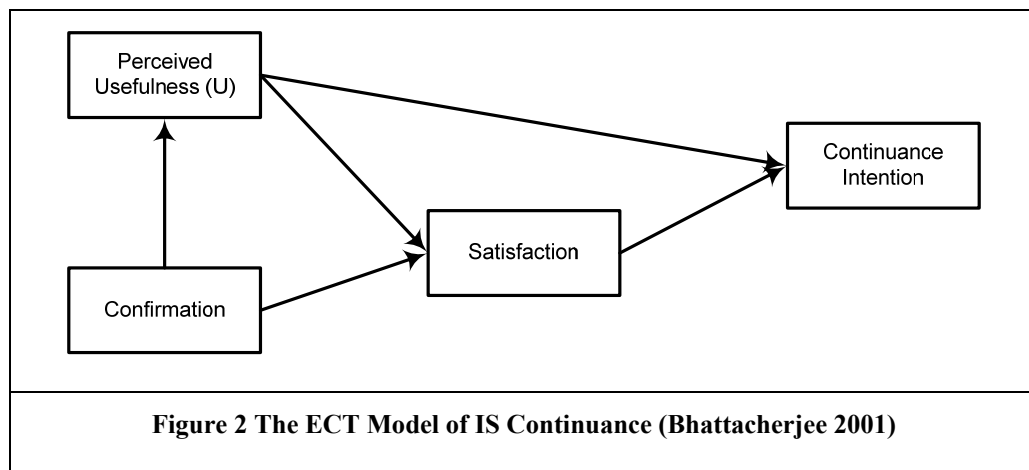 Perceived
Usefulness (U)
Continuance
Intention
Satisfaction
Confirmation
Figure 2 The ECT Model of IS Continuance (Bhattacherjee 2001)